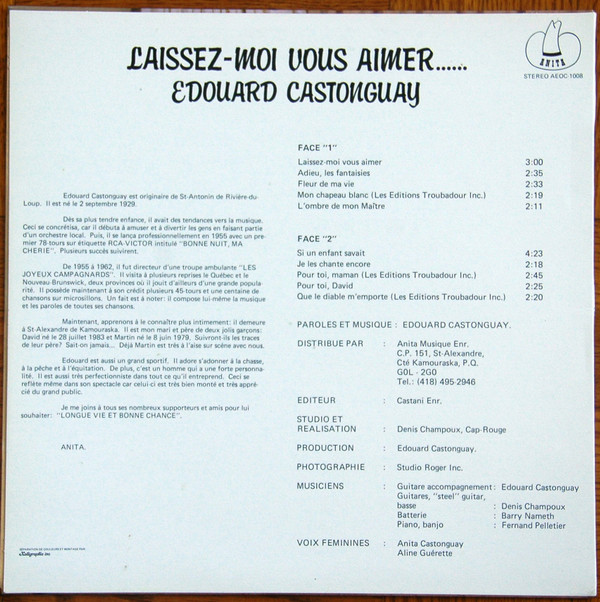 LAISSEZ-MOI VOUS AIMER......
EDOUARD CASTONGUAY
ANITA
STEREO AEOC-1008
Edouard Castonguay est originaire de St-Antonin de Rivière-du-
Loup. Il est né le 2 septembre 1929.
Dès sa plus tendre enfance, il avait des tendances vers la musique.
Ceci se concrétisa, car il débuta à amuser et à divertir les gens en faisant partie
d'un orchestre local. Puis, il se lança professionnellement en 1955 avec un pre-
mier 78-tours sur étiquette RCA-VICTOR intitulé "BONNE NUIT, MA
CHERIE". Plusieurs succès suivirent.
De 1955 à 1962, il fut directeur d'une troupe ambulante "LES
JOYEUX CAMPAGNARDS". Il visita à plusieurs reprises le Québec et le
Nouveau-Brunswick, deux provinces où il jouit d'ailleurs d'une grande popula-
rité. Il possède maintenant à son crédit plusieurs 45-tours et une centaine de
chansons sur microsillons. Un fait est à noter: il compose lui-même la musique
et les paroles de toutes ses chansons.
Maintenant, apprenons à le connaître plus intimement: il demeure
à St-Alexandre de Kamouraska. Il est mon mari et père de deux jolis garçons:
David né le 28 juillet 1983 et Martin né le 8 juin 1979. Suivront-ils les traces
de leur père? Sait on jamais... Déjà Martin est très à l'aise sur scène avec nous.
Edouard est aussi un grand sportif. Il adore s'adonner à la chasse,
à la pêche et à l'équitation. De plus, c'est un homme qui a une forte personna-
lité. Il est aussi très perfectionniste dans tout ce qu'il entreprend. Ceci se
reflète même dans son spectacle car celui-ci est très bien monté et très appré-
cié du grand public.
Je me joins à tous ses nombreux supporteurs et amis pour lui
souhaiter: "LONGUE VIE ET BONNE CHANCE".
ANITA.
FACE "1"
Laissez-moi vous aimer 3:00
Adieu, les fantaisies 2:35
Fleur de ma vie 2:33
Mon chapeau blanc (Les Editions Troubadour Inc.) 2:19
L'ombre de mon Maître 2:11
FACE "2"
Si un enfant savait 4:23
Je les chante encore 2:18
Pour toi, maman (Les Editions Troubadour Inc.) 2:45
Pour toi, David 2:25
Que le diable m'emporte (Les Editions Troubadour Inc.) 2:20
PAROLES ET MUSIQUE : EDOUARD CASTONGUAY.
DISTRIBUE PAR : Anita Musique Enr.
C.P. 151, St-Alexandre,
Cté Kamouraska, P.Q.
G0L - 2G0
Tel.: (418) 495-2946
EDITEUR : Castani Enr.
STUDIO ET
REALISATION : Denis Champoux, Cap-Rouge
PRODUCTION : Edouard Castonguay.
PHOTOGRAPHIE : Studio Roger Inc.
MUSICIENS : Guitare accompagnement : Edouard Castonguay
Guitares, "steel" guitar,
basse : Denis Champoux
Batterie : Barry Nameth
Piano, banjo : Fernand Pelletier
VOIX FEMININES : Anita Castonguay
Aline Guérette